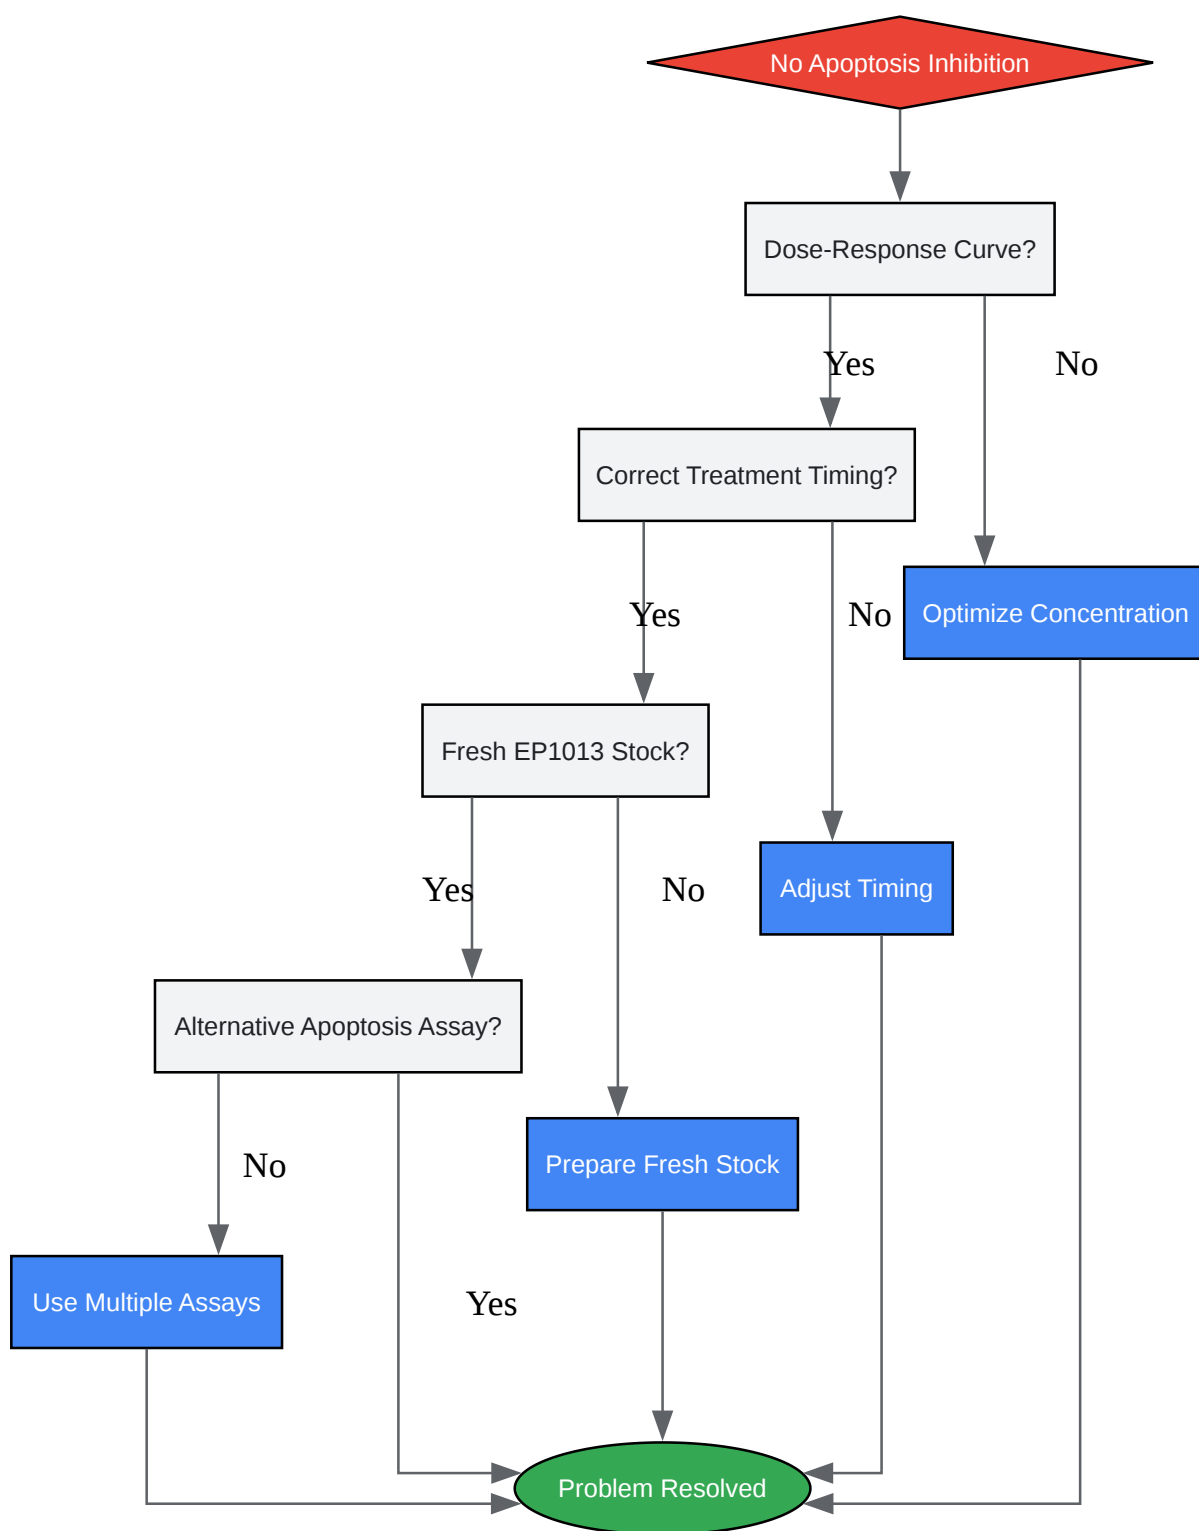 No Apoptosis Inhibition
Dose-Response Curve?
Yes
No
Correct Treatment Timing?
Yes
No
Optimize Concentration
Fresh EP1013 Stock?
Yes
No
Adjust Timing
Alternative Apoptosis Assay?
No
Prepare Fresh Stock
Use Multiple Assays
Yes
Problem Resolved